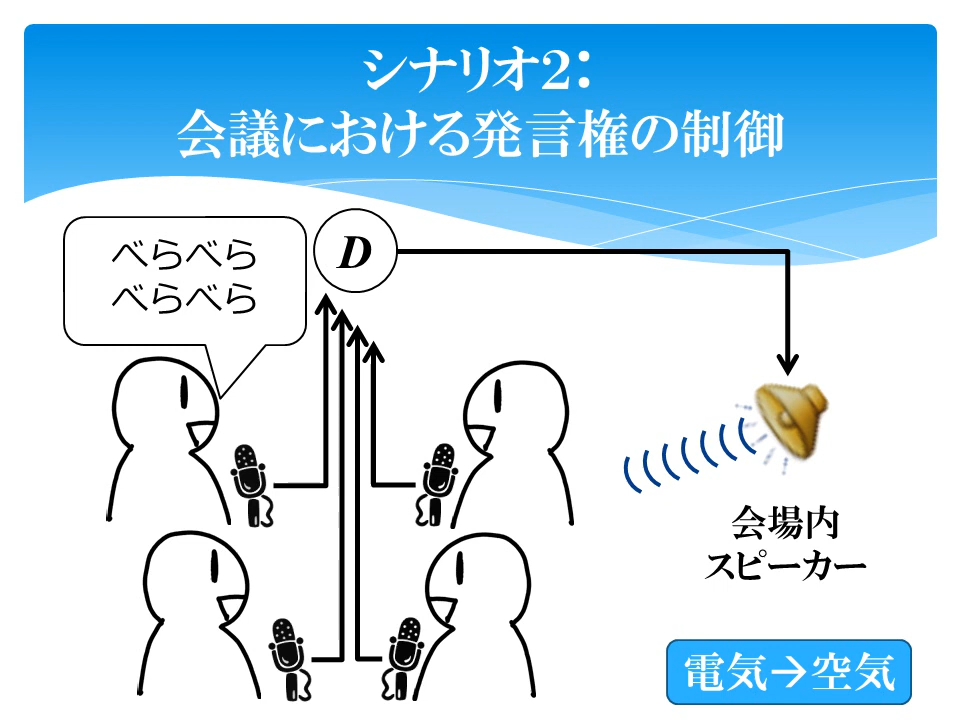 シナリオ2：
会議における発言権の制御
べらべら
べらべら
D
会場内
スピーカー
電気→空気